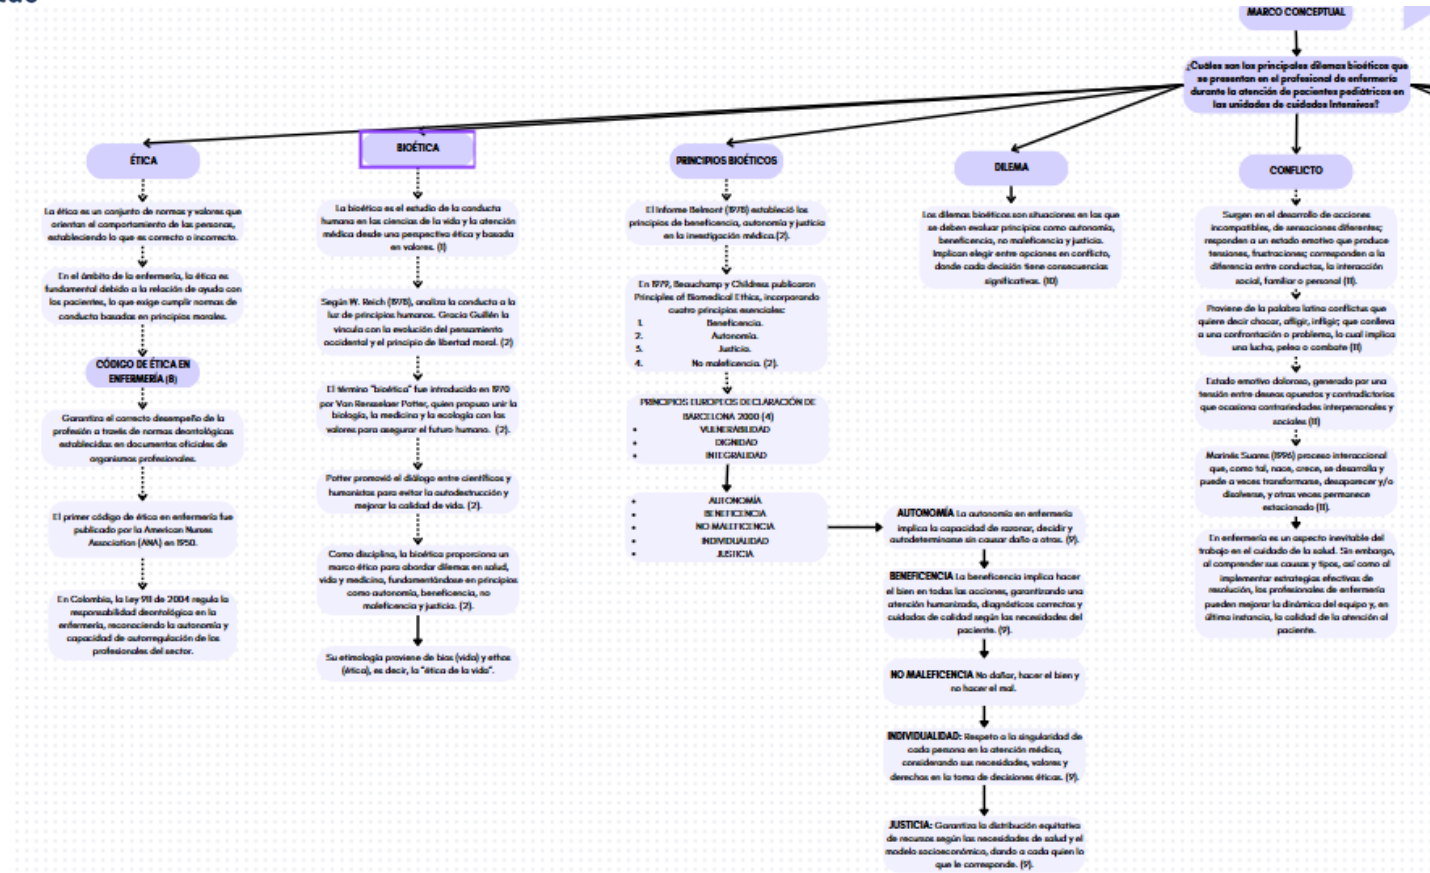 MARCO CONCEPTUAL
¿Cuáles son los principales dilemas bioéticos que
se presentan en el profesional de enfermería
durante la atención de pacientes pediátricos en
las unidades de cuidados Intensivos?
ÉTICA
La ética es un conjunto de normas y valores que
orientan el comportamiento de las personas,
estableciendo lo que es correcto o incorrecto.
En el ámbito de la enfermería, la ética es
fundamental debido a la relación de ayuda con
los pacientes, lo que exige cumplir normas de
conducta basadas en principios morales.
CÓDIGO DE ÉTICA EN
ENFERMERÍA (8)
Garantiza el correcto desempeño de la
profesión a través de normas deontológicas
establecidas en documentos oficiales de
organismos profesionales.
El primer código de ética en enfermería fue
publicado por la American Nurses
Association (ANA) en 1950.
En Colombia, la Ley 911 de 2004 regula la
responsabilidad deontológica en la
enfermería, reconociendo la autonomía y
capacidad de autorregulación de los
profesionales del sector.
BIOÉTICA
La bioética es el estudio de la conducta
humana en las ciencias de la vida y la atención
médica desde una perspectiva ética y basada
en valores. (1)
Según W. Reich (1978), analiza la conducta a la
luz de principios humanos. Gracia Guillén la
vincula con la evolución del pensamiento
occidental y el principio de libertad moral. (2)
El término "bioética" fue introducido en 1970
por Van Rensselaer Potter, quien propuso unir la
biología, la medicina y la ecología con los
valores para asegurar el futuro humano. (2).
Potter promovió el diálogo entre científicos y
humanistas para evitar la autodestrucción y
mejorar la calidad de vida. (2).
Como disciplina, la bioética proporciona un
marco ético para abordar dilemas en salud,
vida y medicina, fundamentándose en principios
como autonomía, beneficencia, no
maleficencia y justicia. (2).
Su etimología proviene de bios (vida) y ethos
(ética), es decir, la "ética de la vida".
PRINCIPIOS BIOÉTICOS
El Informe Belmont (1978) estableció los
principios de beneficencia, autonomía y justicia
en la investigación médica.(2).
En 1979, Beauchamp y Childress publicaron
Principles of Biomedical Ethics, incorporando
cuatro principios esenciales:
1. Beneficencia.
2. Autonomía.
3. Justicia.
4. No maleficencia. (2).
PRINCIPIOS EUROPEOS DECLARACIÓN DE
BARCELONA 2000 (4)
• VULNERABILIDAD
• DIGNIDAD
• INTEGRALIDAD
• AUTONOMÍA
• BENEFICENCIA
• NO MALEFICENCIA
• INDIVIDUALIDAD
• JUSTICIA
AUTONOMÍA La autonomía en enfermería
implica la capacidad de razonar, decidir y
autodeterminarse sin causar daño a otros. (9).
BENEFICENCIA La beneficencia implica hacer
el bien en todas las acciones, garantizando una
atención humanizada, diagnósticos correctos y
cuidados de calidad según las necesidades del
paciente. (9).
NO MALEFICENCIA No dañar, hacer el bien y
no hacer el mal.
INDIVIDUALIDAD: Respeto a la singularidad de
cada persona en la atención médica,
considerando sus necesidades, valores y
derechos en la toma de decisiones éticas. (9).
JUSTICIA: Garantiza la distribución equitativa
de recursos según las necesidades de salud y el
modelo socioeconómico, dando a cada quien lo
que le corresponde. (9).
DILEMA
Los dilemas bioéticos son situaciones en las que
se deben evaluar principios como autonomía,
beneficencia, no maleficencia y justicia.
Implican elegir entre opciones en conflicto,
donde cada decisión tiene consecuencias
significativas. (10)
CONFLICTO
Surgen en el desarrollo de acciones
incompatibles, de sensaciones diferentes;
responden a un estado emotivo que produce
tensiones, frustraciones; corresponden a la
diferencia entre conductas, la interacción
social, familiar o personal (11).
Proviene de la palabra latina conflictus que
quiere decir chocar, afligir, infligir; que conlleva
a una confrontación o problema, lo cual implica
una lucha, pelea o combate (11)
Estado emotivo doloroso, generado por una
tensión entre deseos opuestos y contradictorios
que ocasiona contrariedades interpersonales y
sociales (11)
Marinés Suares (1996) proceso interaccional
que, como tal, nace, crece, se desarrolla y
puede a veces transformarse, desaparecer y/o
disolverse, y otras veces permanece
estacionado (11).
En enfermería es un aspecto inevitable del
trabajo en el cuidado de la salud. Sin embargo,
al comprender sus causas y tipos, así como al
implementar estrategias efectivas de
resolución, los profesionales de enfermería
pueden mejorar la dinámica del equipo y, en
última instancia, la calidad de la atención al
paciente.